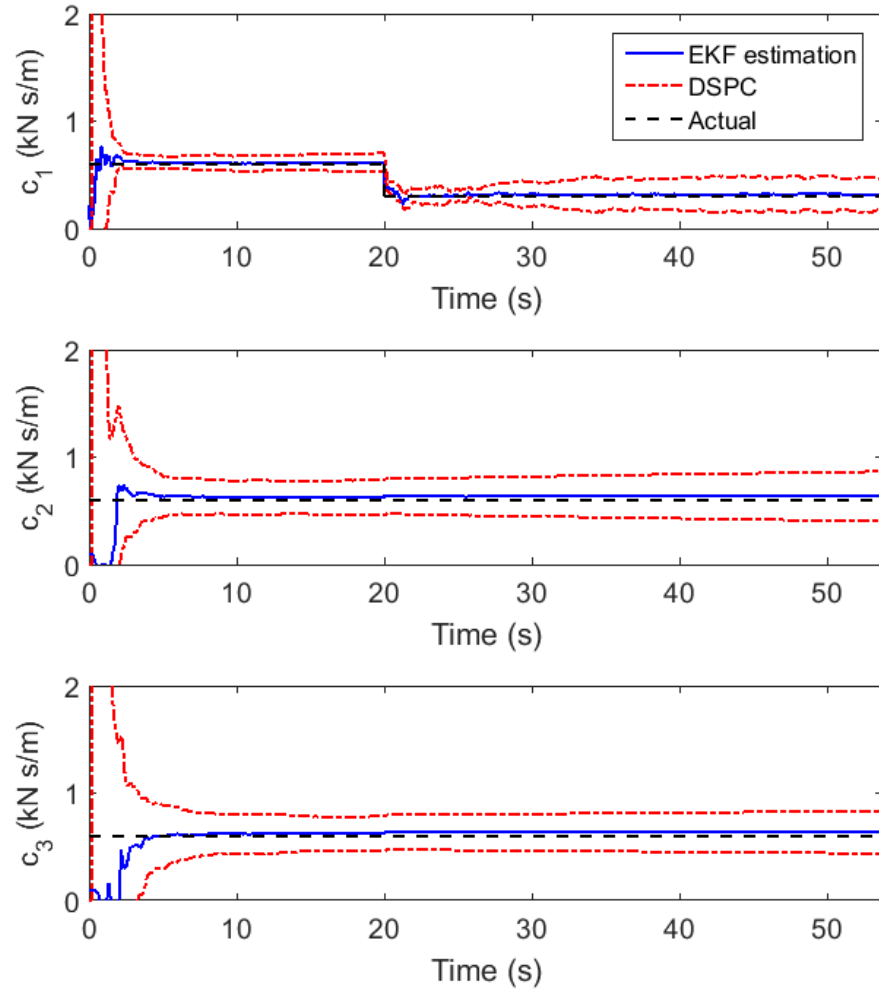 2
1
0
c1 (kN s/m)
EKF estimation
DSPC
Actual
0 10 20 30 40 50
Time (s)
2
1
0
c2 (kN s/m)
0 10 20 30 40 50
Time (s)
2
1
0
c3 (kN s/m)
0 10 20 30 40 50
Time (s)